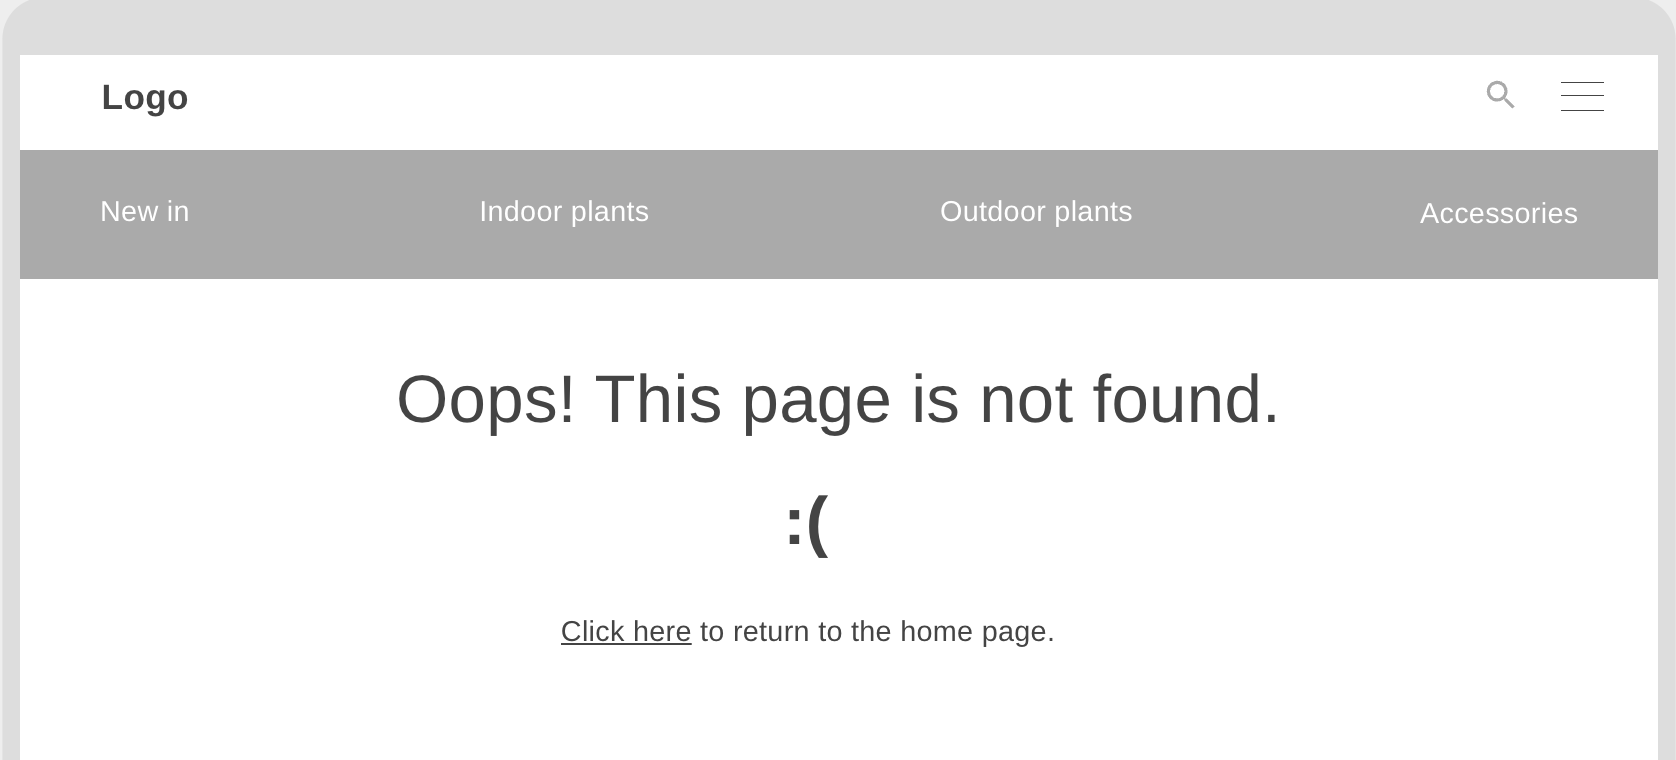 Logo
New in Indoor plants Outdoor plants Accessories
Oops! This page is not found.
:(
Click here to return to the home page.